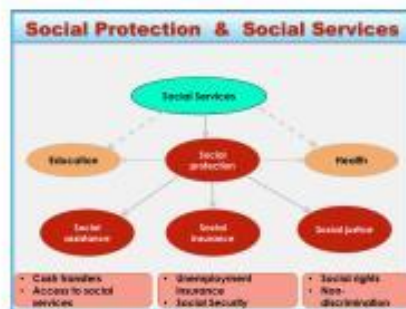 Social Protection & Social Services
Social Services
Education
Social
protection
Health
Social
assistance
Social
insurance
Social justice
• Cash transfers
• Access to social
services
• Unemployment
Insurance
• Social Security
• Social rights
• Non-
discrimination